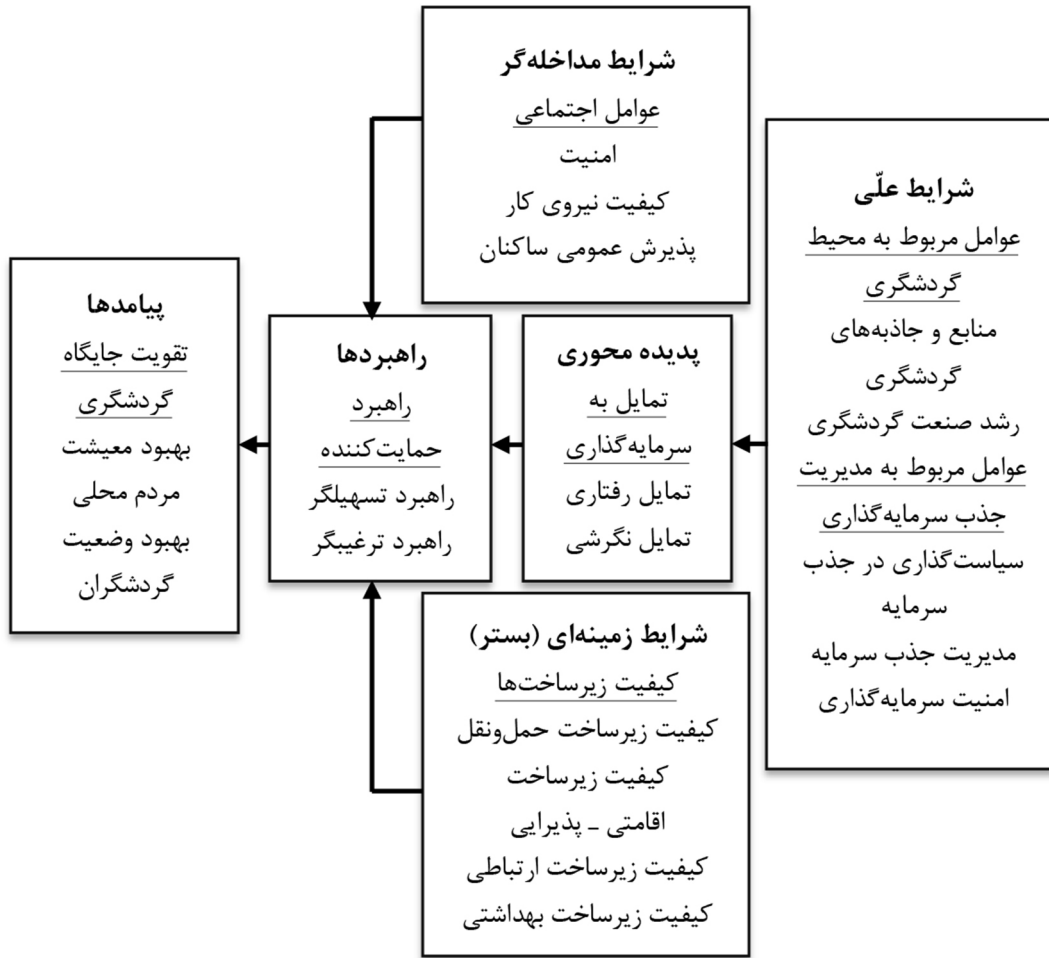 شرایط مداخله‌گر
عوامل اجتماعی
امنیت
کیفیت نیروی کار
پذیرش عمومی ساکنان
شرایط علّی
عوامل مربوط به محیط
گردشگری
منابع و جاذبه‌های
گردشگری
رشد صنعت گردشگری
عوامل مربوط به مدیریت
جذب سرمایه‌گذاری
سیاست‌گذاری در جذب
سرمایه
مدیریت جذب سرمایه
امنیت سرمایه‌گذاری
پدیده محوری
تمایل به
سرمایه‌گذاری
تمایل رفتاری
تمایل نگرشی
راهبردها
راهبرد
حمایت‌کننده
راهبرد تسهیلگر
راهبرد ترغیبگر
پیامدها
تقویت جایگاه
گردشگری
بهبود معیشت
مردم محلی
بهبود وضعیت
گردشگران
شرایط زمینه‌ای (بستر)
کیفیت زیرساخت‌ها
کیفیت زیرساخت حمل‌ونقل
کیفیت زیرساخت
اقامتی ـ پذیرایی
کیفیت زیرساخت ارتباطی
کیفیت زیرساخت بهداشتی